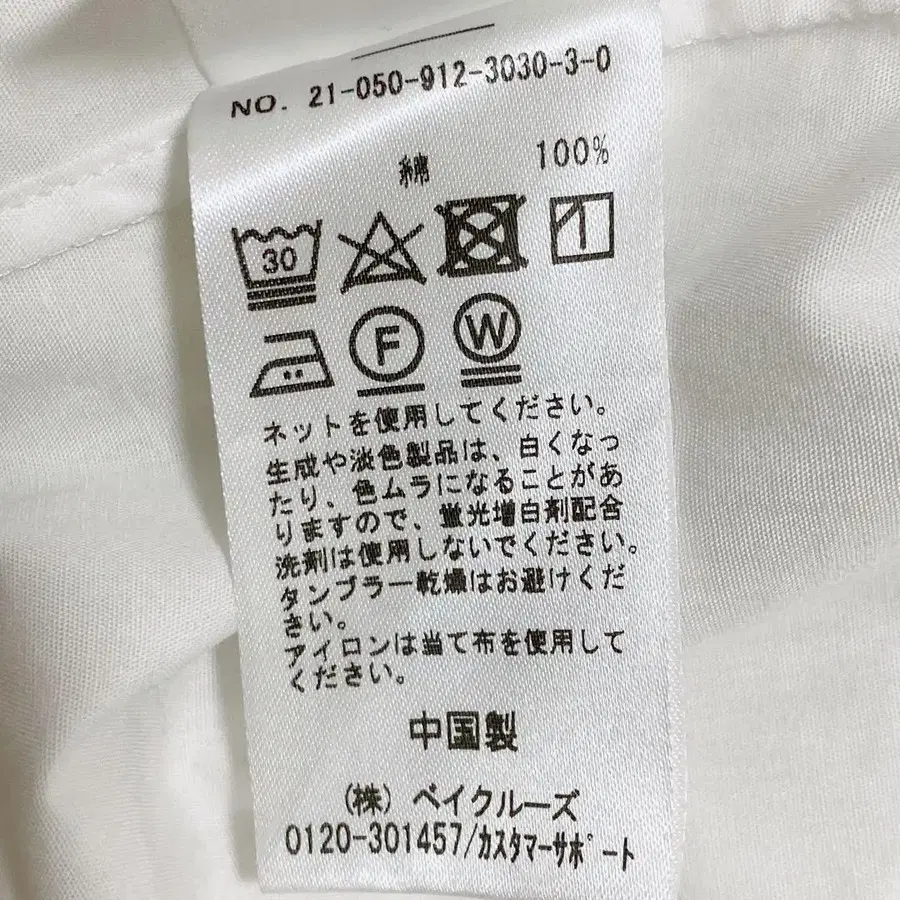 NO. 21-050-912-3030-3-0
綿 100%
30
F W
ネットを使用してください。
生成や淡色製品は、白くなっ
たり、色ムラになることがあ
りますので、蛍光増白剤配合
洗剤は使用しないでください。
タンブラー乾燥はお避けくだ
さい。
アイロンは当て布を使用して
ください。
中国製
(株) ベイクルーズ
0120-301457/カスタマーサポート